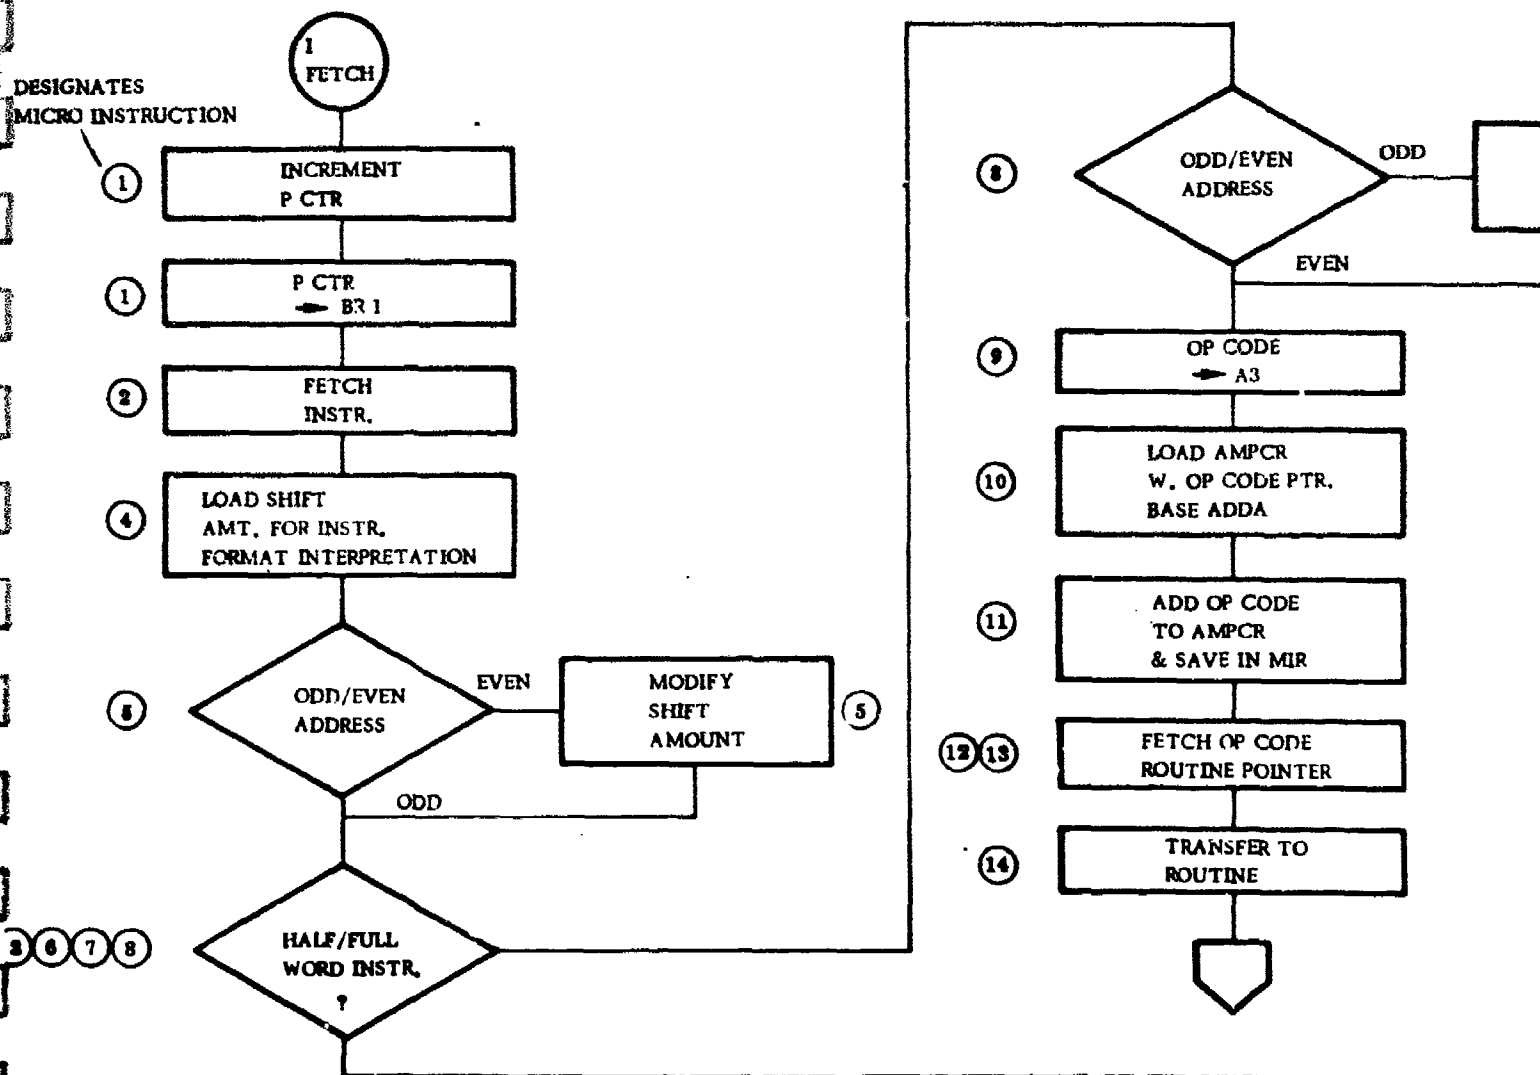 1
FETCH
DESIGNATES
MICRO INSTRUCTION
1
INCREMENT
P CTR
1
P CTR
→ BR 1
2
FETCH
INSTR.
4
LOAD SHIFT
AMT. FOR INSTR.
FORMAT INTERPRETATION
5
ODD/EVEN
ADDRESS
EVEN
MODIFY
SHIFT
AMOUNT
5
ODD
6 7 8
HALF/FULL
WORD INSTR.
?
8
ODD/EVEN
ADDRESS
ODD
EVEN
9
OP CODE
→ A3
10
LOAD AMPCR
W. OP CODE PTR.
BASE ADDA
11
ADD OP CODE
TO AMPCR
& SAVE IN MIR
12 13
FETCH OP CODE
ROUTINE POINTER
14
TRANSFER TO
ROUTINE